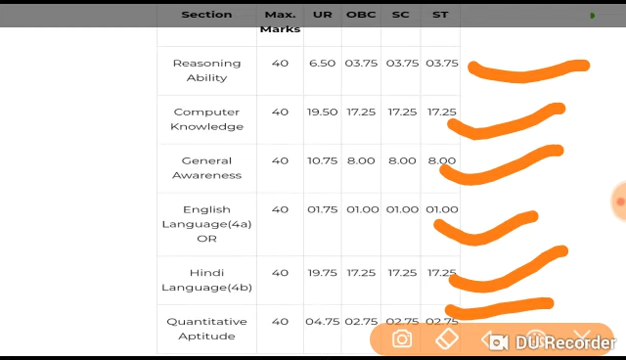 Section Max. Marks UR OBC SC ST
Reasoning Ability 40 6.50 03.75 03.75 03.75
Computer Knowledge 40 19.50 17.25 17.25 17.25
General Awareness 40 10.75 8.00 8.00 8.00
English Language(4a) OR 40 01.75 01.00 01.00 01.00
Hindi Language(4b) 40 19.75 17.25 17.25 17.25
Quantitative Aptitude 40 04.75 02.75 02.75 02.75
DU Recorder